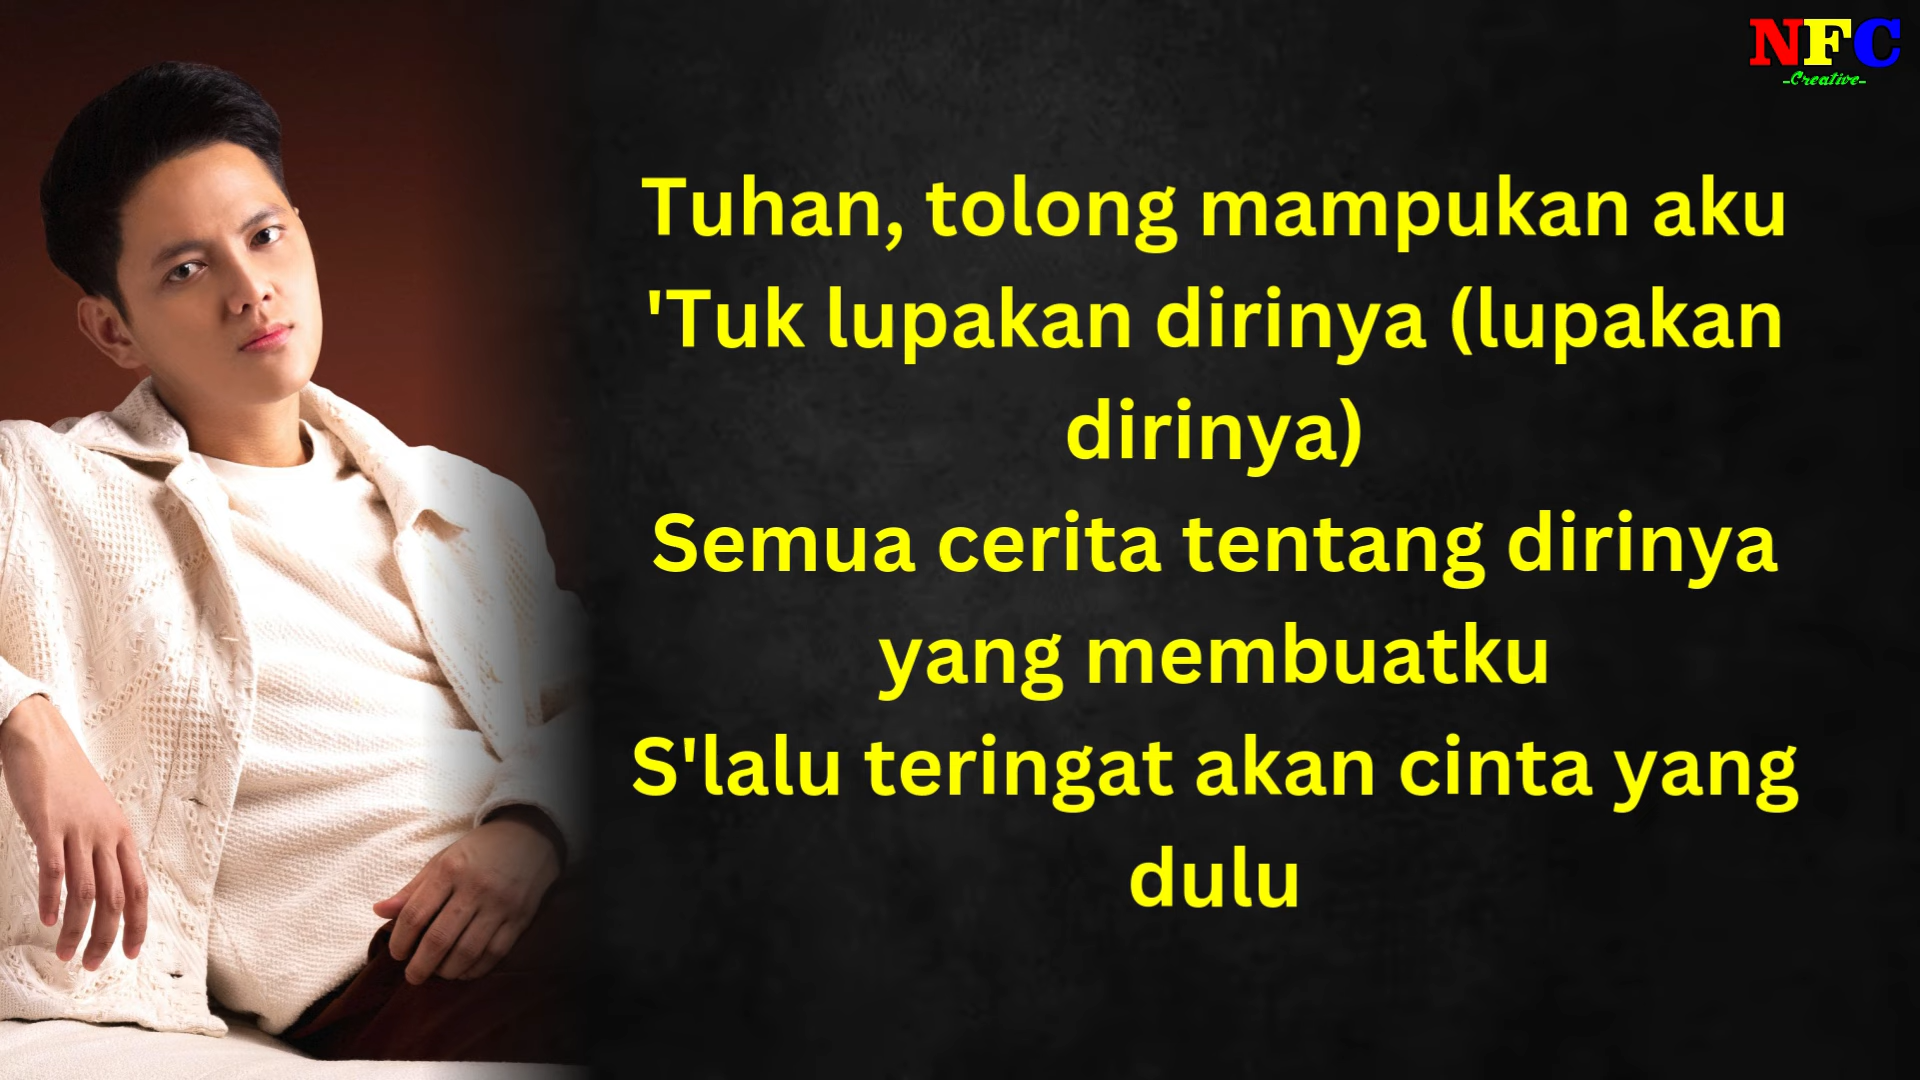 NFC
-Creative-
Tuhan, tolong mampukan aku
'Tuk lupakan dirinya (lupakan
dirinya)
Semua cerita tentang dirinya
yang membuatku
S'lalu teringat akan cinta yang
dulu